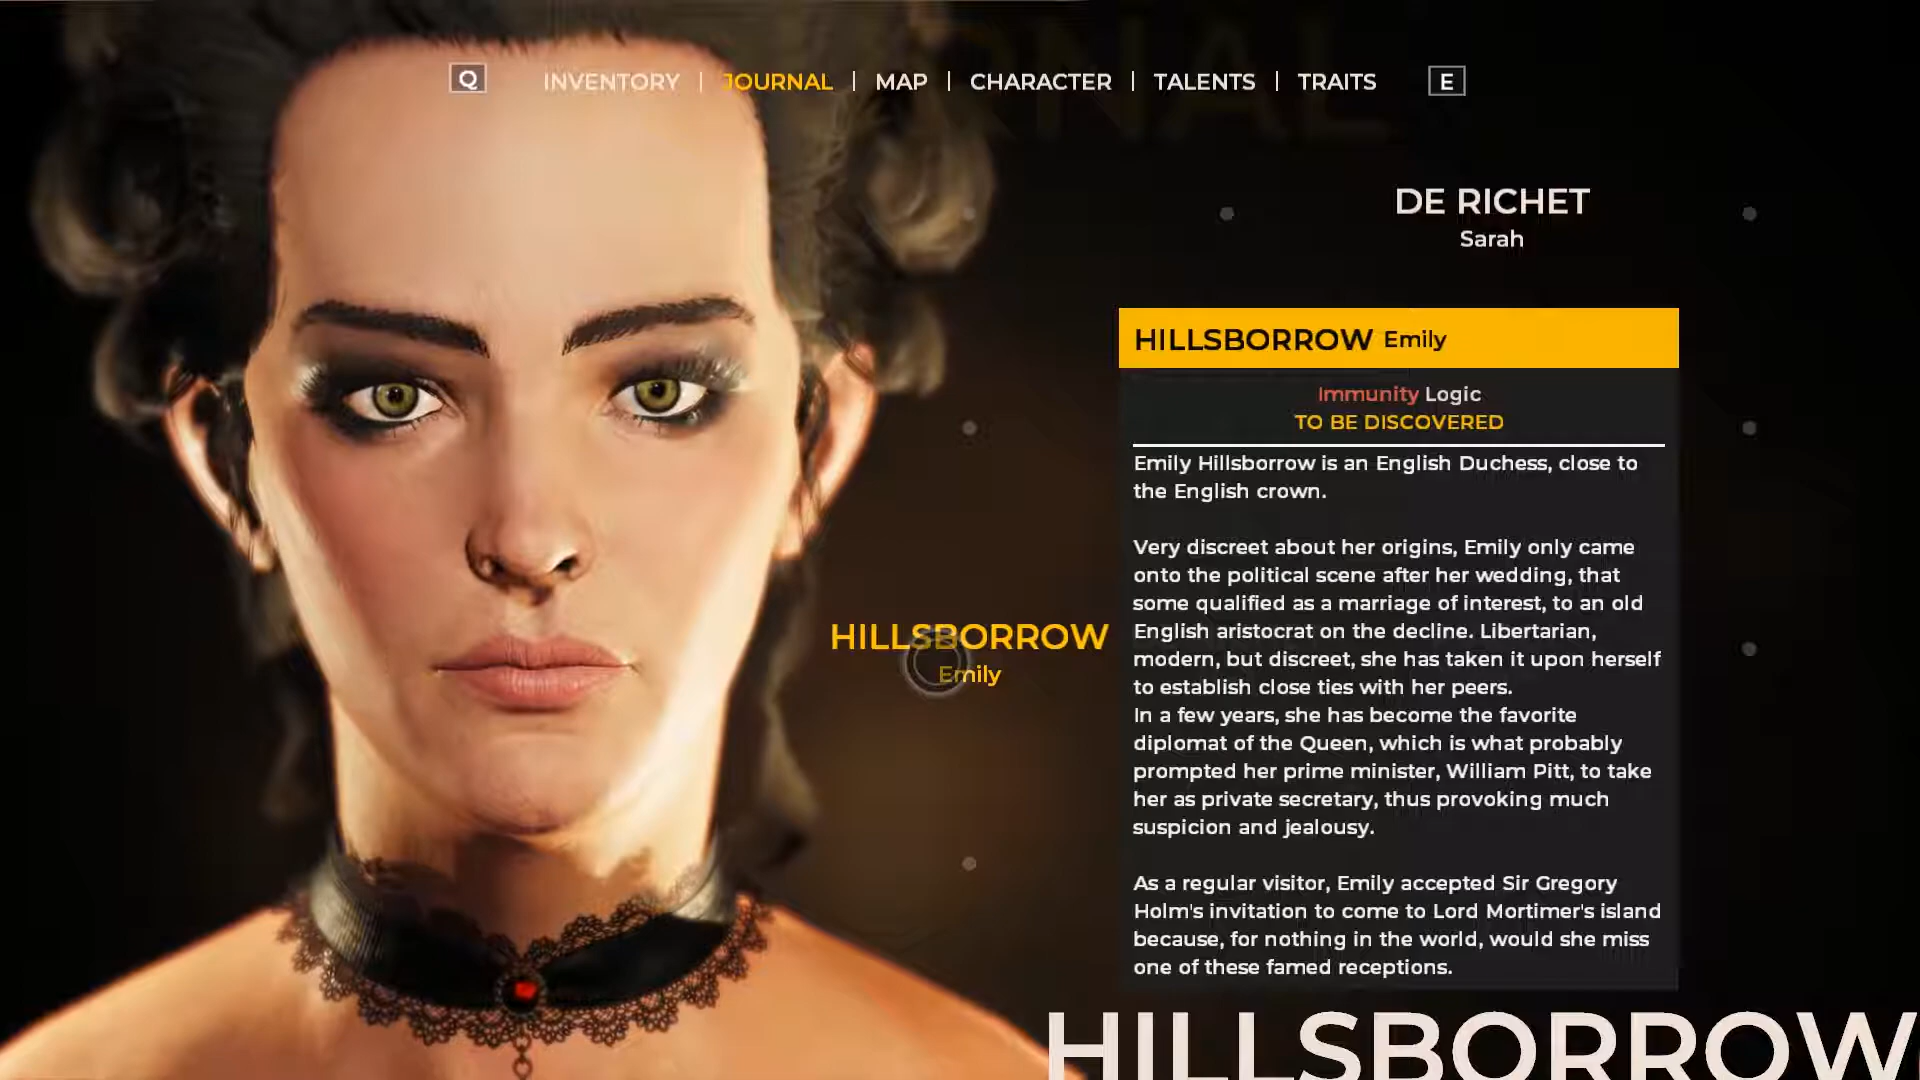 RNAL
Q INVENTORY | JOURNAL | MAP | CHARACTER | TALENTS | TRAITS E
DE RICHET
Sarah
HILLSBORROW Emily
Immunity Logic
TO BE DISCOVERED
Emily Hillsborrow is an English Duchess, close to
the English crown.
Very discreet about her origins, Emily only came
onto the political scene after her wedding, that
some qualified as a marriage of interest, to an old
English aristocrat on the decline. Libertarian,
modern, but discreet, she has taken it upon herself
to establish close ties with her peers.
In a few years, she has become the favorite
diplomat of the Queen, which is what probably
prompted her prime minister, William Pitt, to take
her as private secretary, thus provoking much
suspicion and jealousy.
As a regular visitor, Emily accepted Sir Gregory
Holm's invitation to come to Lord Mortimer's island
because, for nothing in the world, would she miss
one of these famed receptions.
HILLSBORROW
Emily
HILLSBORROW